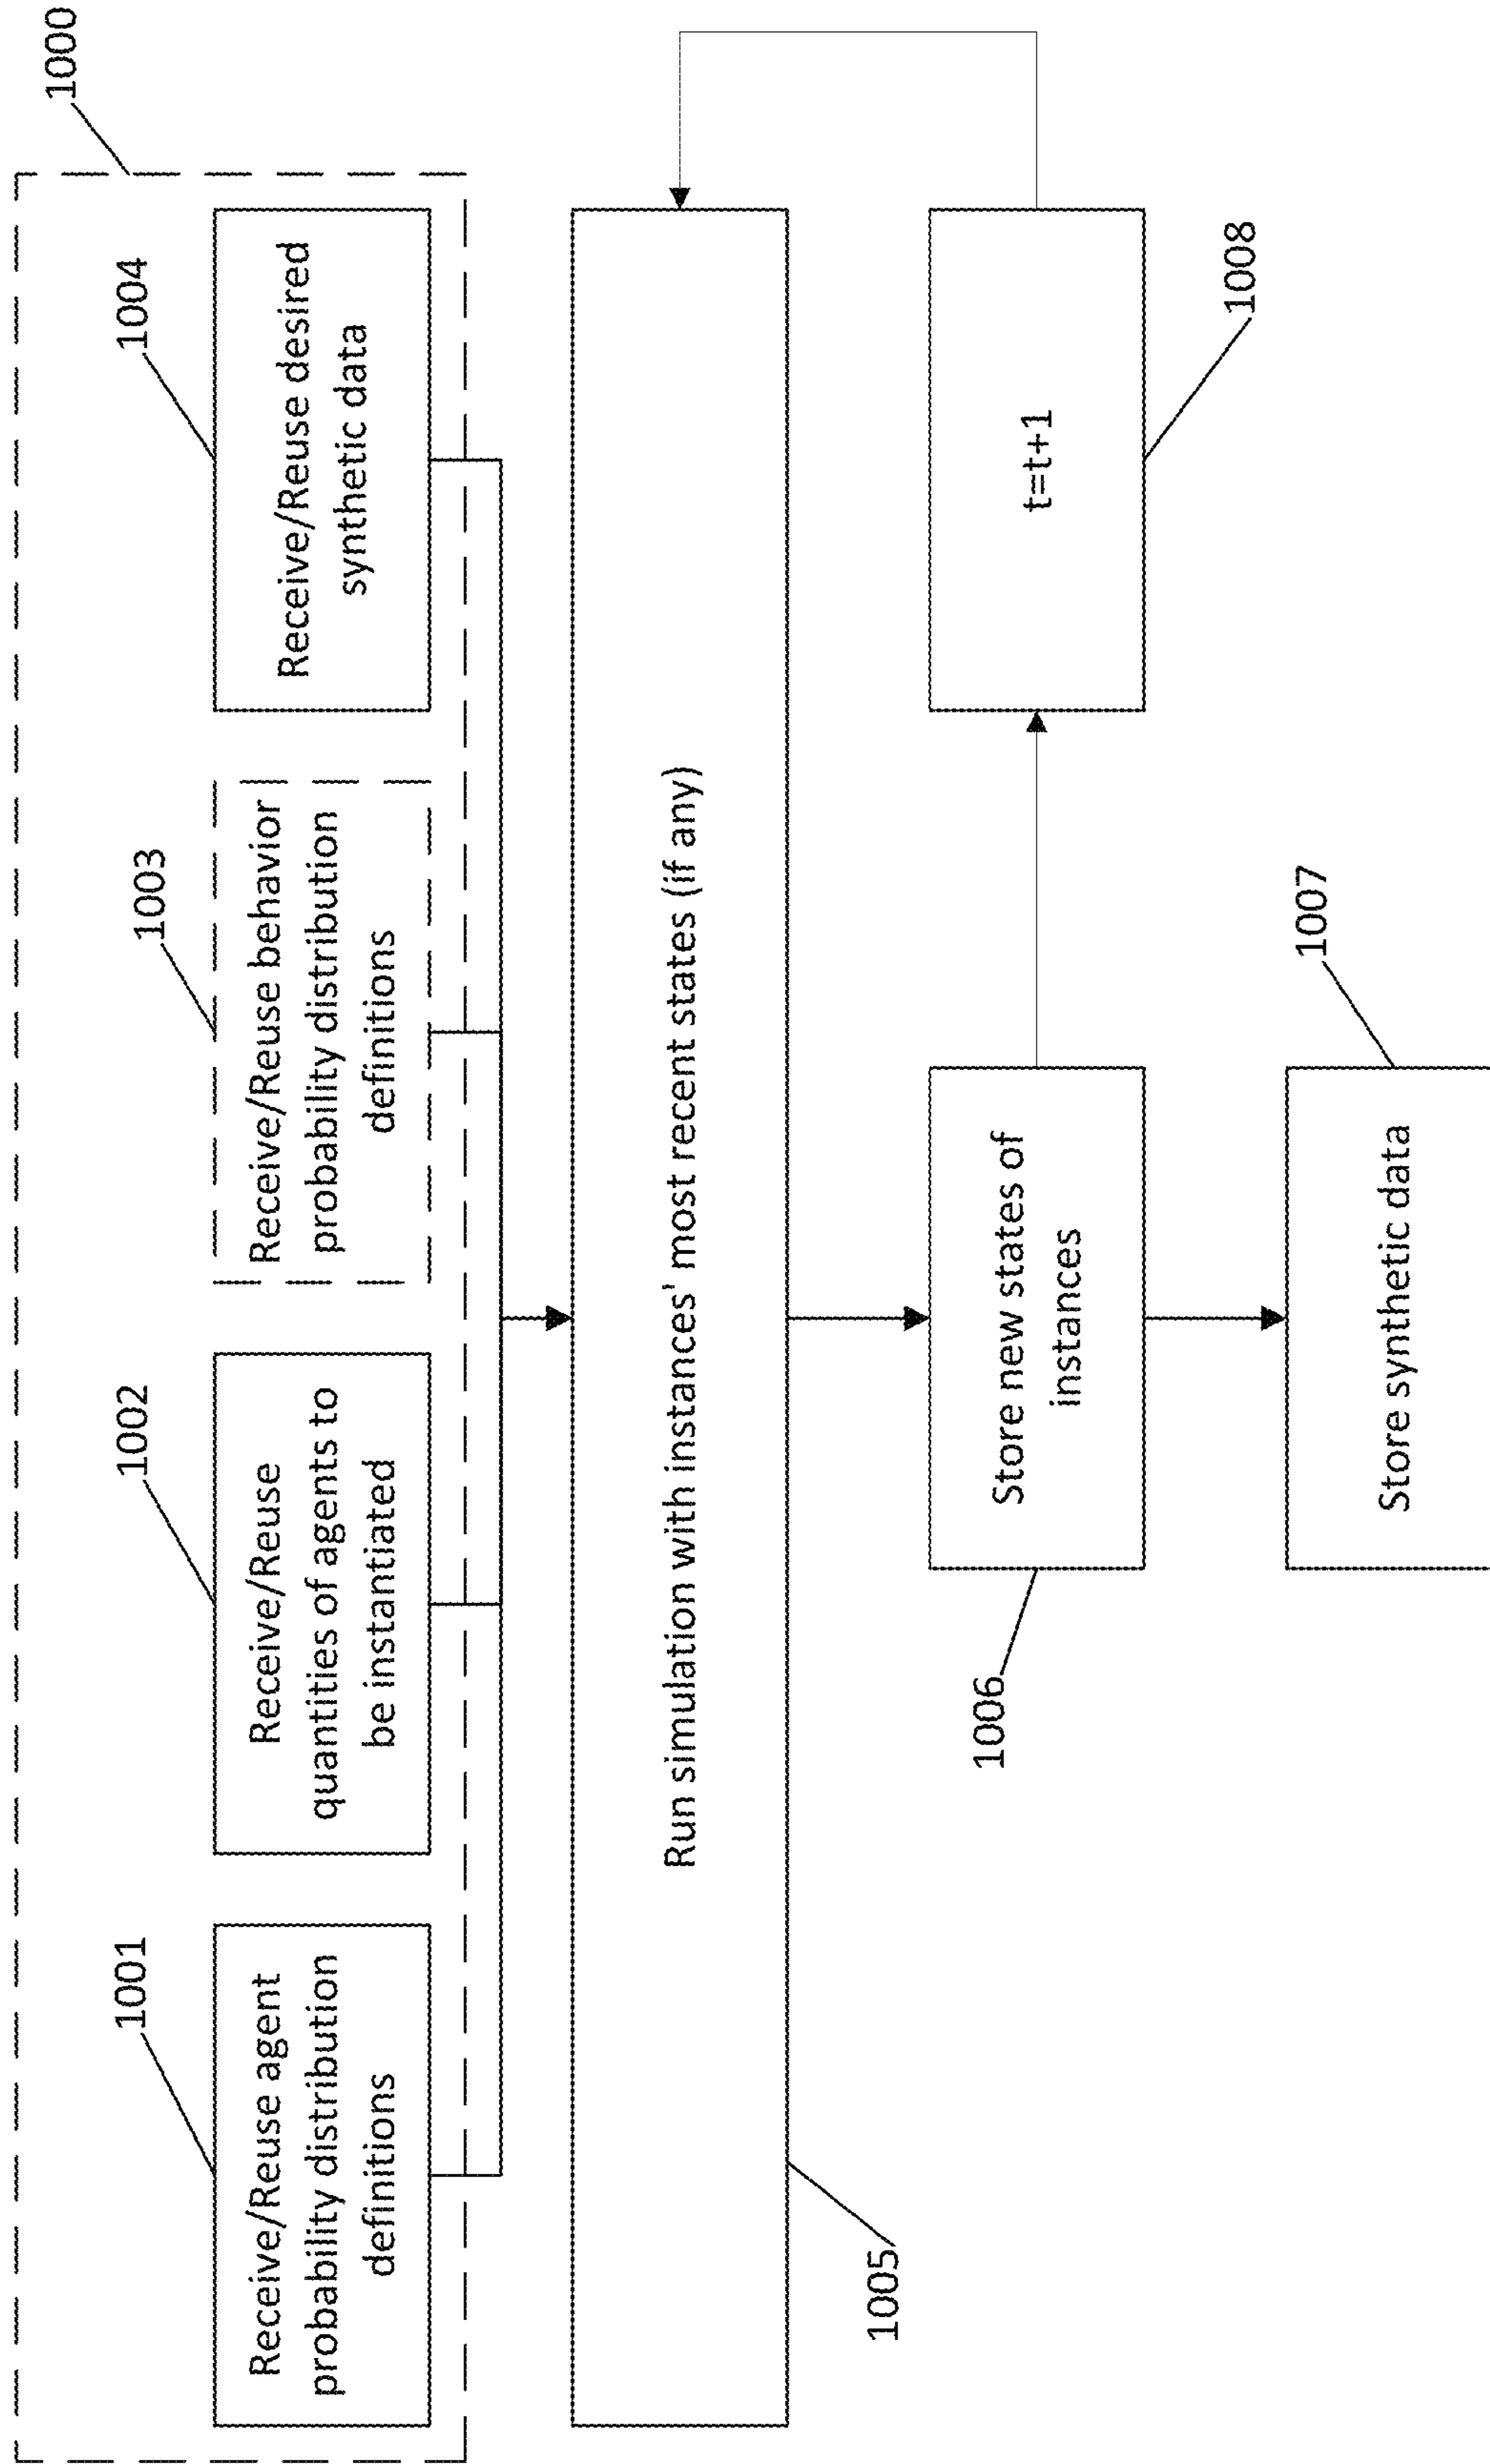 1000
1001
Receive/Reuse agent
probability distribution
definitions
1002
Receive/Reuse
quantities of agents to
be instantiated
1003
Receive/Reuse behavior
probability distribution
definitions
1004
Receive/Reuse desired
synthetic data
Run simulation with instances' most recent states (if any)
1005
1006
Store new states of
instances
t=t+1
1008
Store synthetic data
1007